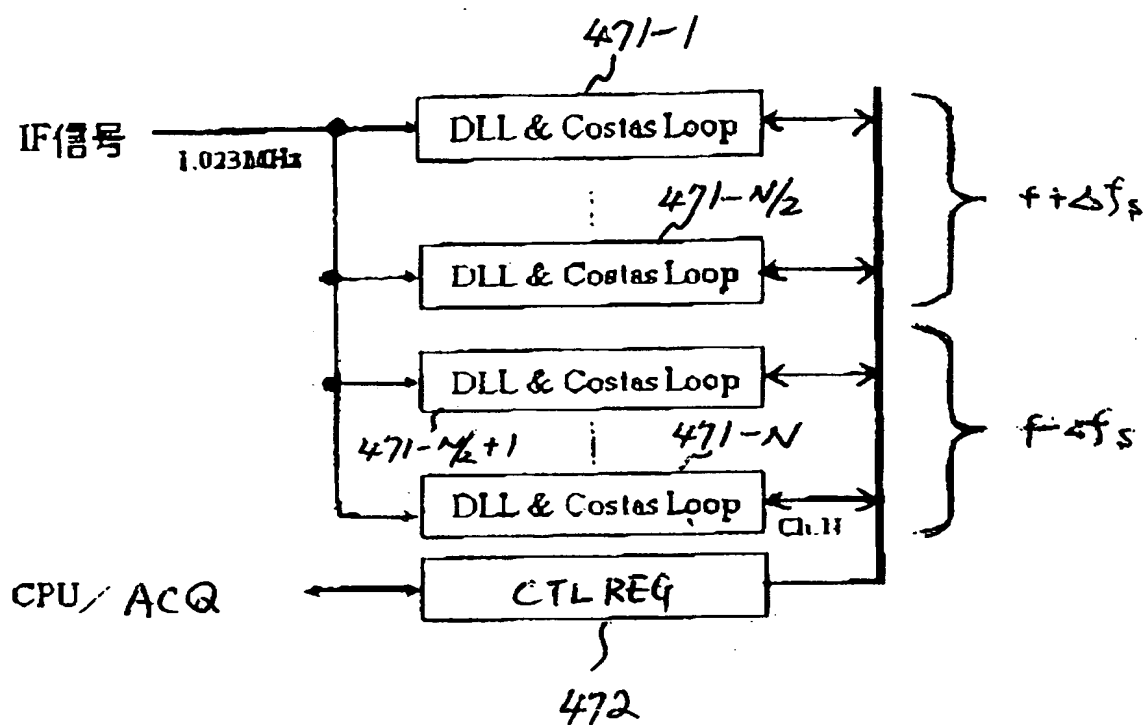 471-1
IF信号
1.023MHz
DLL & Costas Loop
471-N/2
f+Δfs
DLL & Costas Loop
DLL & Costas Loop
471-N/2+1
471-N
f-Δfs
DLL & Costas Loop
CPU/ACQ
CTL REG
472